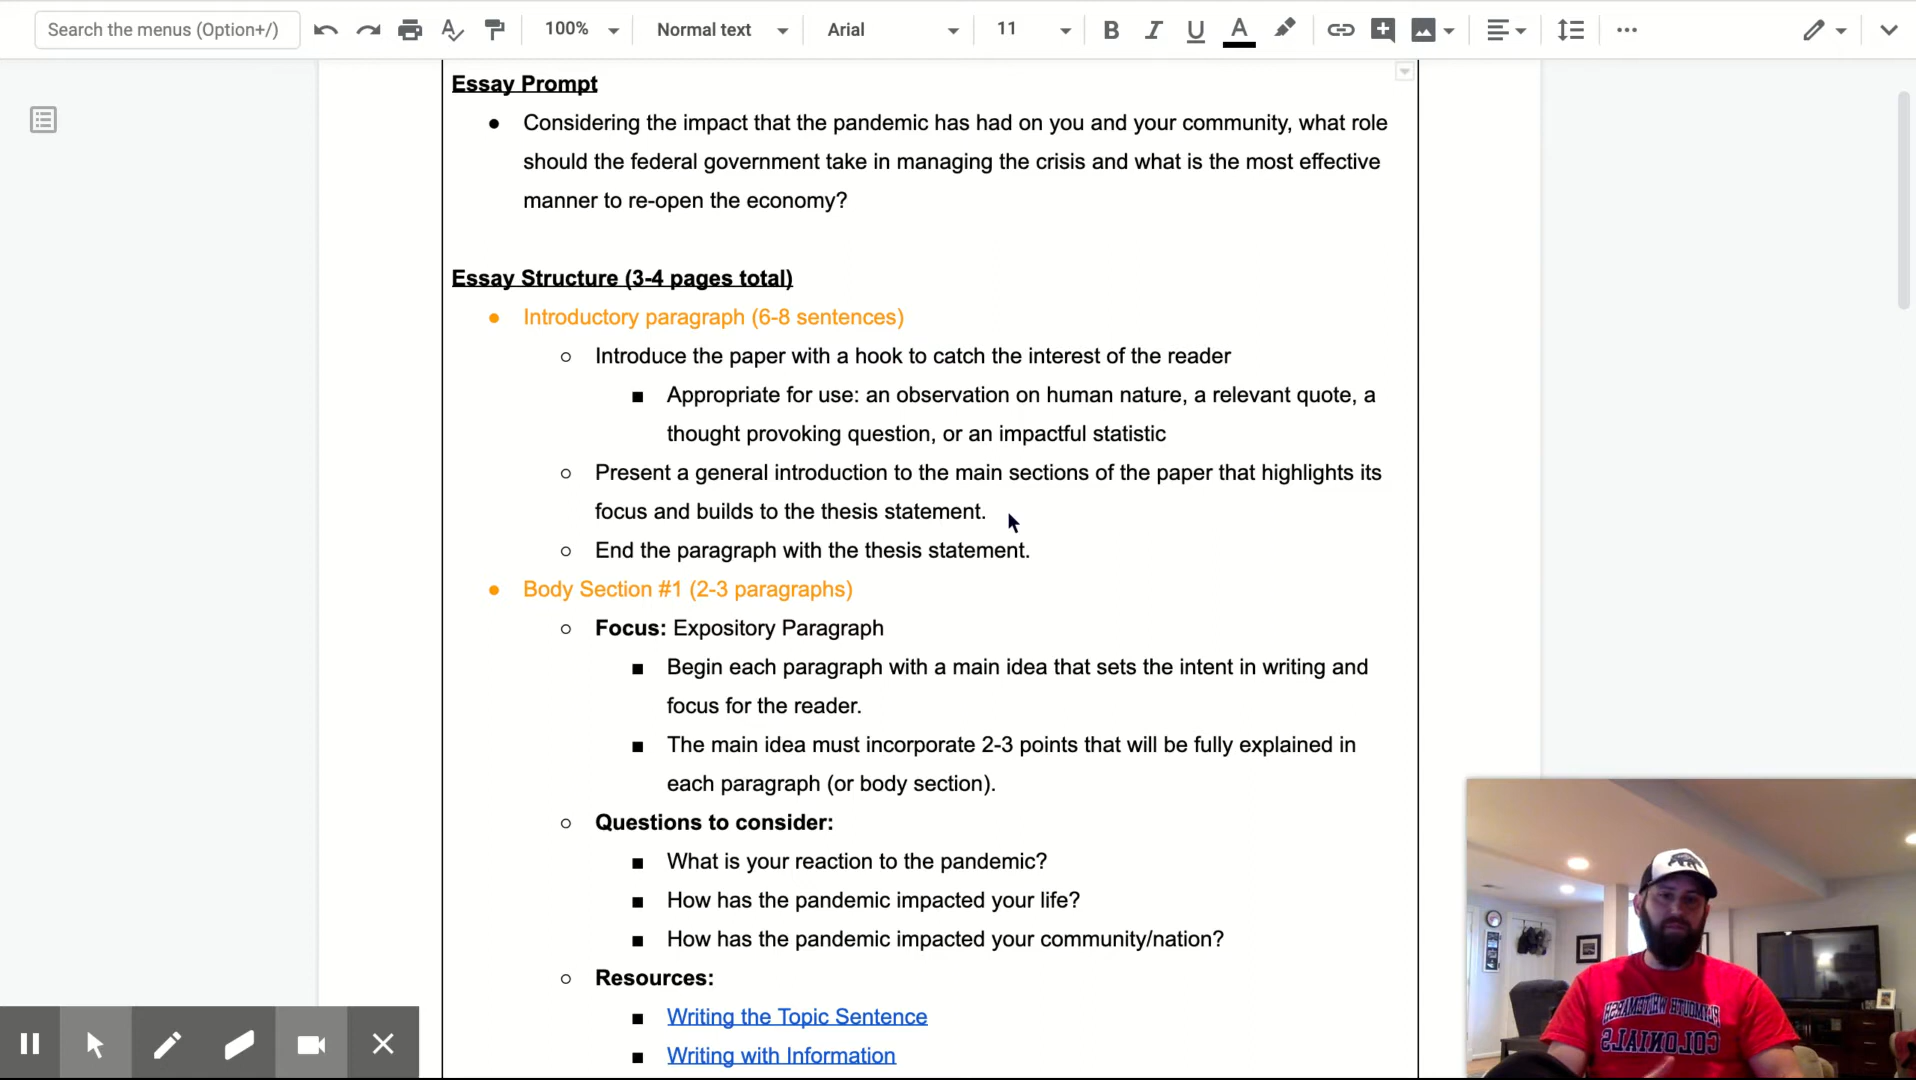 Search the menus (Option+/)
100%
Normal text
Arial
11
Essay Prompt
● Considering the impact that the pandemic has had on you and your community, what role
should the federal government take in managing the crisis and what is the most effective
manner to re-open the economy?
Essay Structure (3-4 pages total)
● Introductory paragraph (6-8 sentences)
○ Introduce the paper with a hook to catch the interest of the reader
■ Appropriate for use: an observation on human nature, a relevant quote, a
thought provoking question, or an impactful statistic
○ Present a general introduction to the main sections of the paper that highlights its
focus and builds to the thesis statement.
○ End the paragraph with the thesis statement.
● Body Section #1 (2-3 paragraphs)
○ Focus: Expository Paragraph
■ Begin each paragraph with a main idea that sets the intent in writing and
focus for the reader.
■ The main idea must incorporate 2-3 points that will be fully explained in
each paragraph (or body section).
○ Questions to consider:
■ What is your reaction to the pandemic?
■ How has the pandemic impacted your life?
■ How has the pandemic impacted your community/nation?
○ Resources:
■ Writing the Topic Sentence
■ Writing with Information
PLYMOUTH WHITEMARSH
COLONIALS